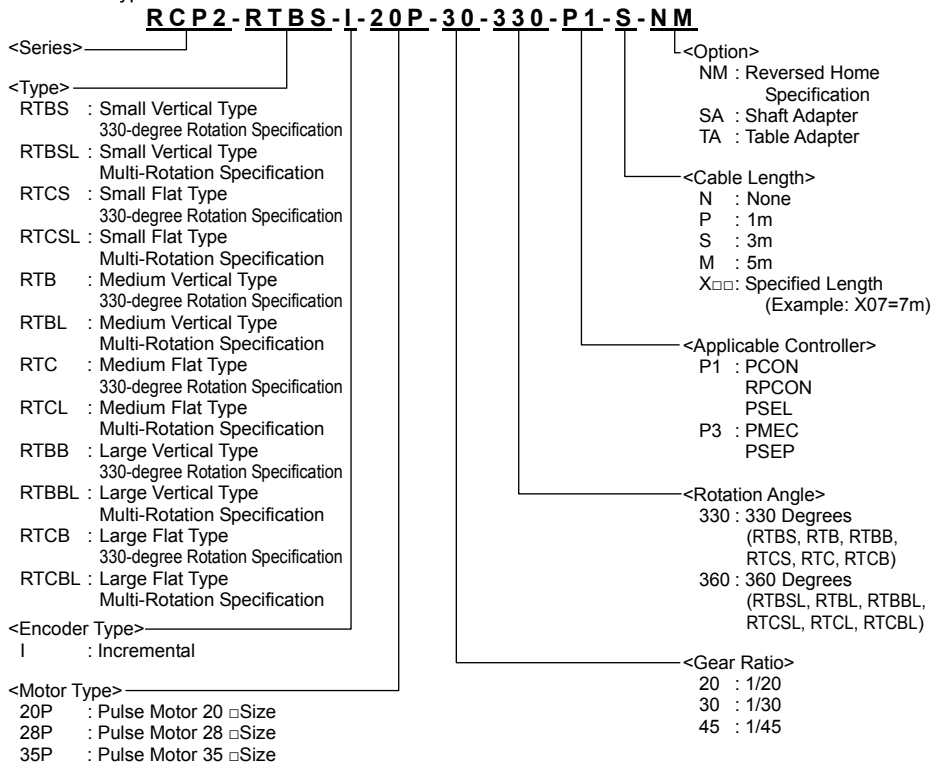 RCP2-RTBS-I-20P-30-330-P1-S-NM
<Series>
<Type>
RTBS : Small Vertical Type
330-degree Rotation Specification
RTBSL : Small Vertical Type
Multi-Rotation Specification
RTCS : Small Flat Type
330-degree Rotation Specification
RTCSL : Small Flat Type
Multi-Rotation Specification
RTB : Medium Vertical Type
330-degree Rotation Specification
RTBL : Medium Vertical Type
Multi-Rotation Specification
RTC : Medium Flat Type
330-degree Rotation Specification
RTCL : Medium Flat Type
Multi-Rotation Specification
RTBB : Large Vertical Type
330-degree Rotation Specification
RTBBL : Large Vertical Type
Multi-Rotation Specification
RTCB : Large Flat Type
330-degree Rotation Specification
RTCBL : Large Flat Type
Multi-Rotation Specification
<Encoder Type>
I : Incremental
<Motor Type>
20P : Pulse Motor 20 □Size
28P : Pulse Motor 28 □Size
35P : Pulse Motor 35 □Size
<Option>
NM : Reversed Home
Specification
SA : Shaft Adapter
TA : Table Adapter
<Cable Length>
N : None
P : 1m
S : 3m
M : 5m
X□□: Specified Length
(Example: X07=7m)
<Applicable Controller>
P1 : PCON
RPCON
PSEL
P3 : PMEC
PSEP
<Rotation Angle>
330 : 330 Degrees
(RTBS, RTB, RTBB,
RTCS, RTC, RTCB)
360 : 360 Degrees
(RTBSL, RTBL, RTBBL,
RTCSL, RTCL, RTCBL)
<Gear Ratio>
20 : 1/20
30 : 1/30
45 : 1/45